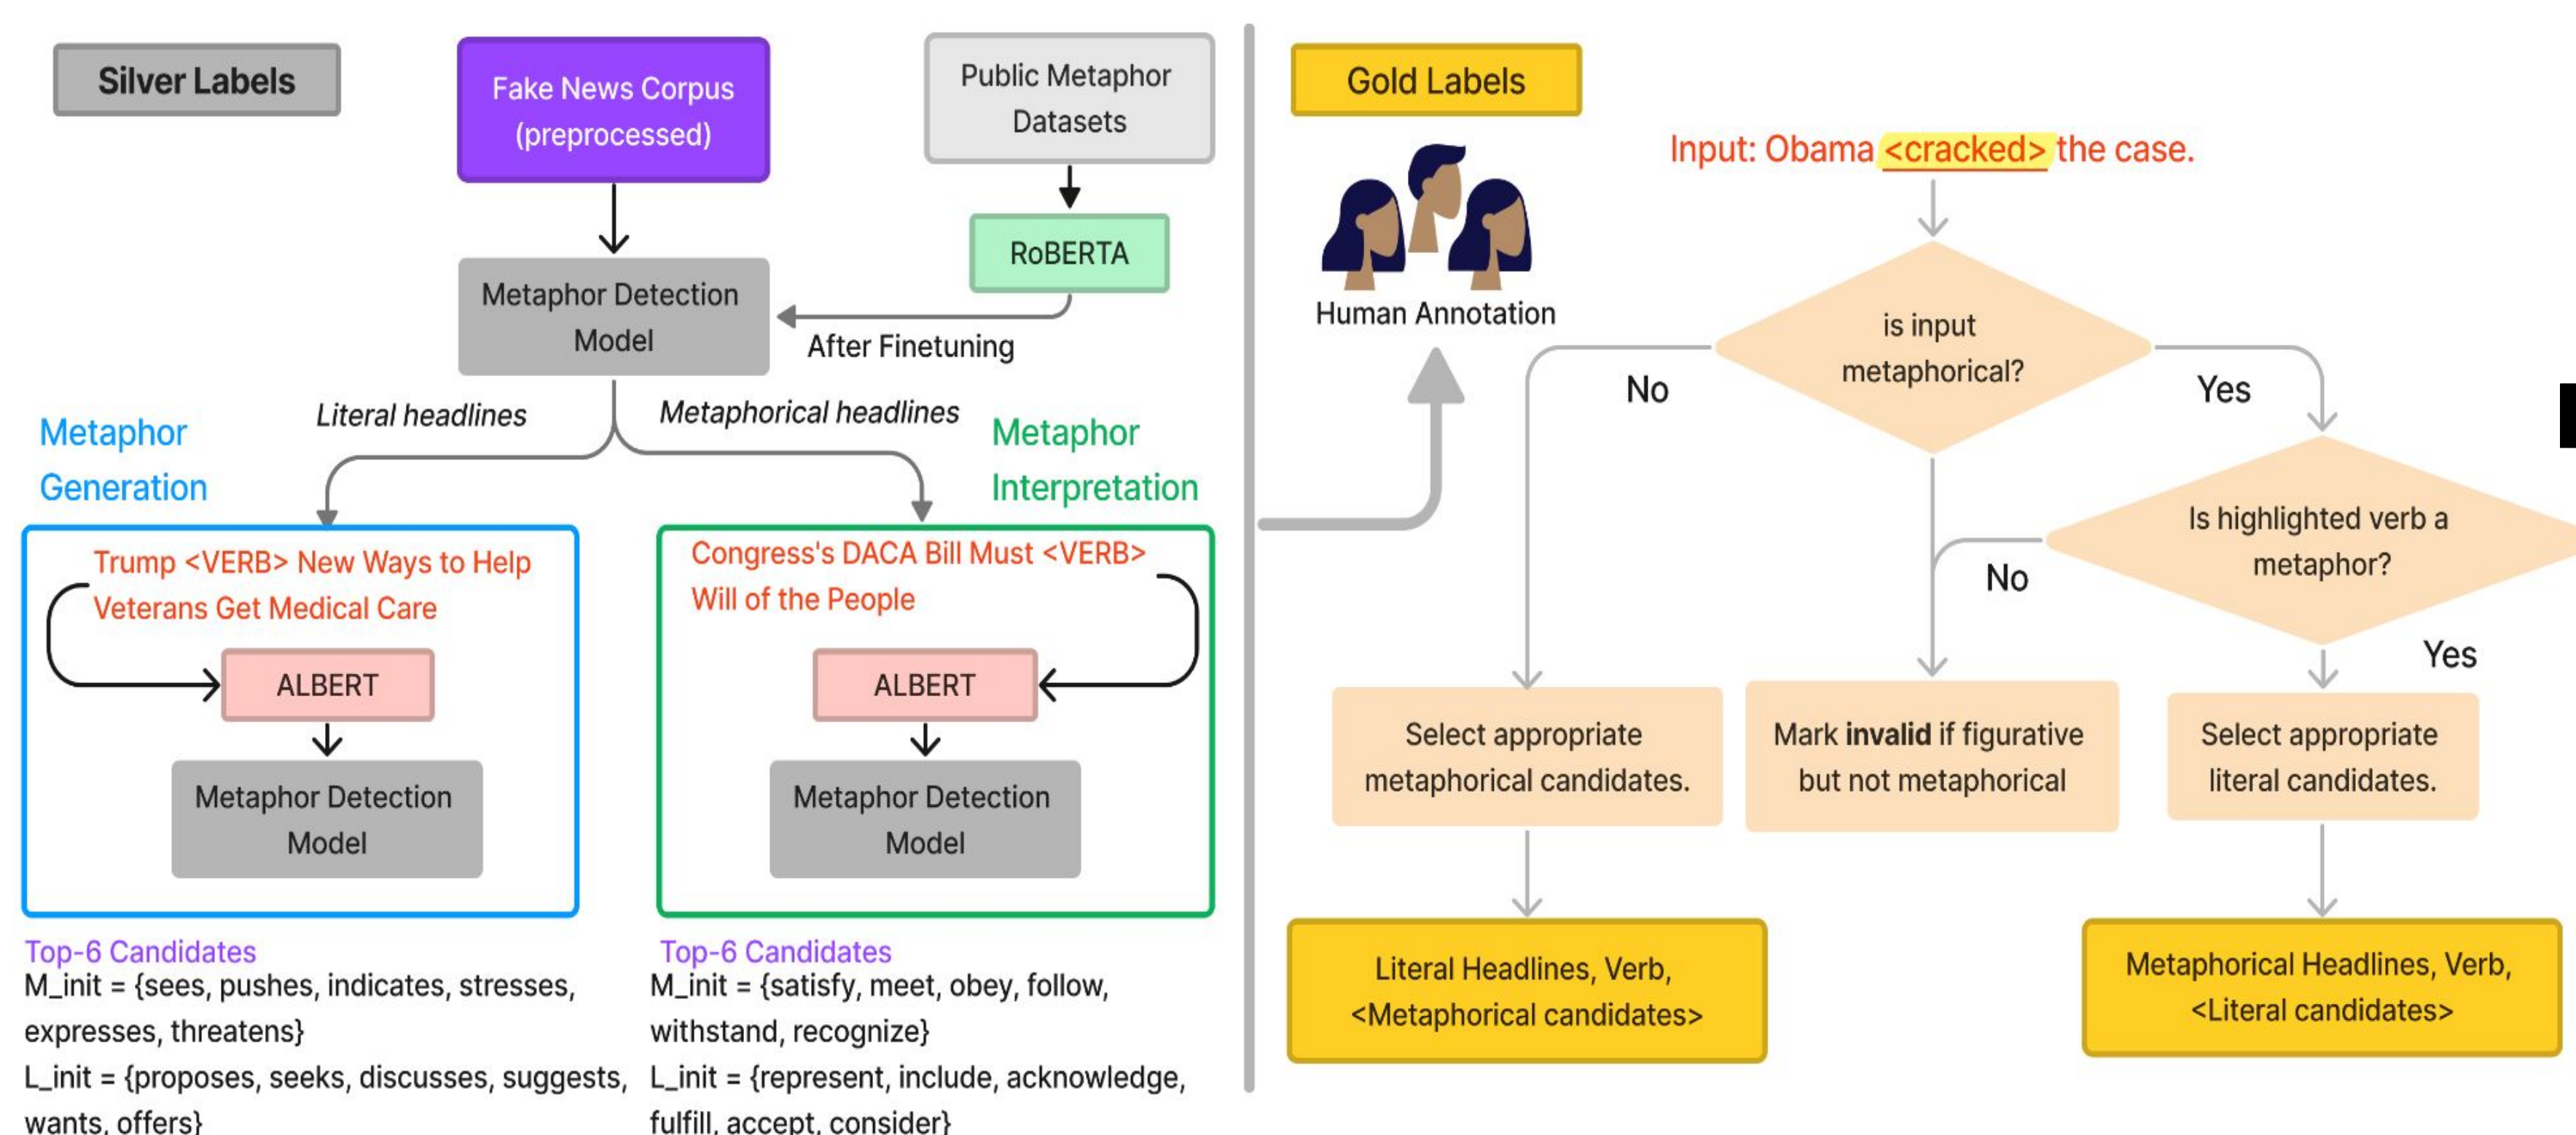 Silver Labels
Fake News Corpus
(preprocessed)
Public Metaphor
Datasets
RoBERTA
Metaphor Detection
Model
After Finetuning
Literal headlines
Metaphorical headlines
Metaphor
Generation
Metaphor
Interpretation
Trump <VERB> New Ways to Help
Veterans Get Medical Care
ALBERT
Metaphor Detection
Model
Congress's DACA Bill Must <VERB>
Will of the People
ALBERT
Metaphor Detection
Model
Top-6 Candidates
M_init = {sees, pushes, indicates, stresses,
expresses, threatens}
L_init = {proposes, seeks, discusses, suggests,
wants, offers}
Top-6 Candidates
M_init = {satisfy, meet, obey, follow,
withstand, recognize}
L_init = {represent, include, acknowledge,
fulfill, accept, consider}
Gold Labels
Human Annotation
Input: Obama <cracked> the case.
is input
metaphorical?
No
Yes
Is highlighted verb a
metaphor?
No
Yes
Select appropriate
metaphorical candidates.
Mark invalid if figurative
but not metaphorical
Select appropriate
literal candidates.
Literal Headlines, Verb,
<Metaphorical candidates>
Metaphorical Headlines, Verb,
<Literal candidates>